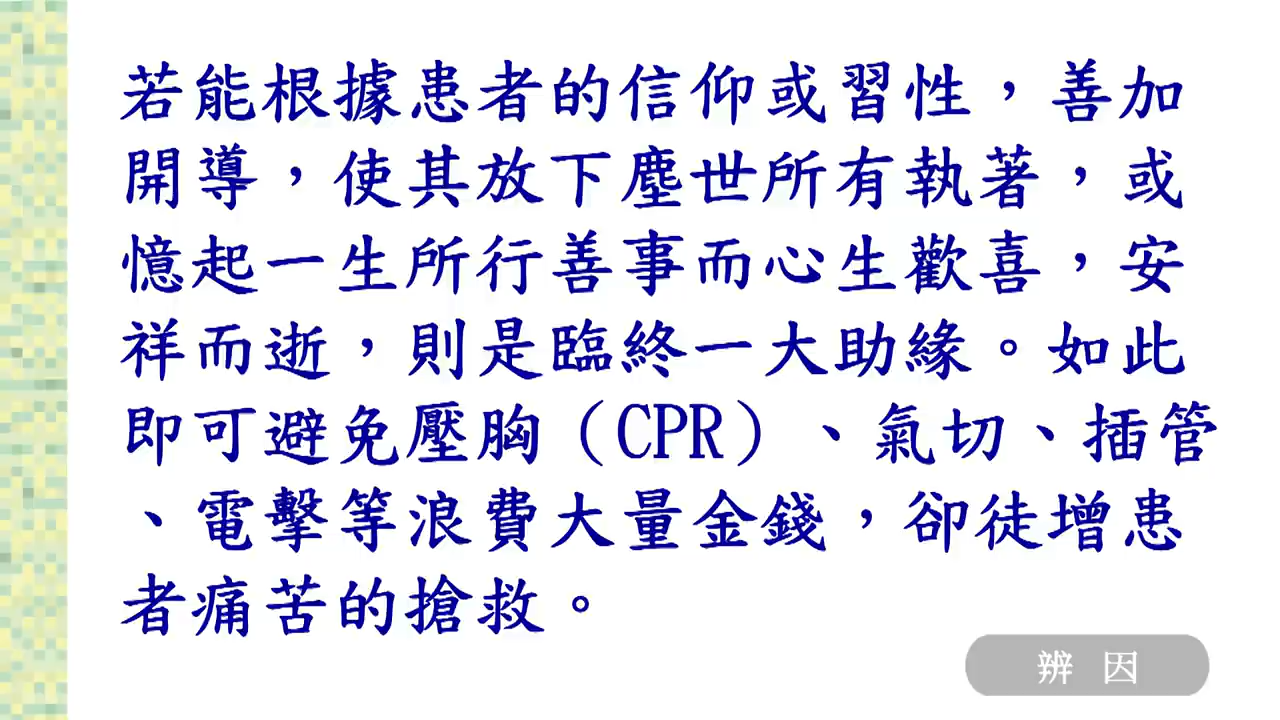 若能根據患者的信仰或習性，善加
開導，使其放下塵世所有執著，或
憶起一生所行善事而心生歡喜，安
祥而逝，則是臨終一大助緣。如此
即可避免壓胸（CPR）、氣切、插管
、電擊等浪費大量金錢，卻徒增患
者痛苦的搶救。
辨 因